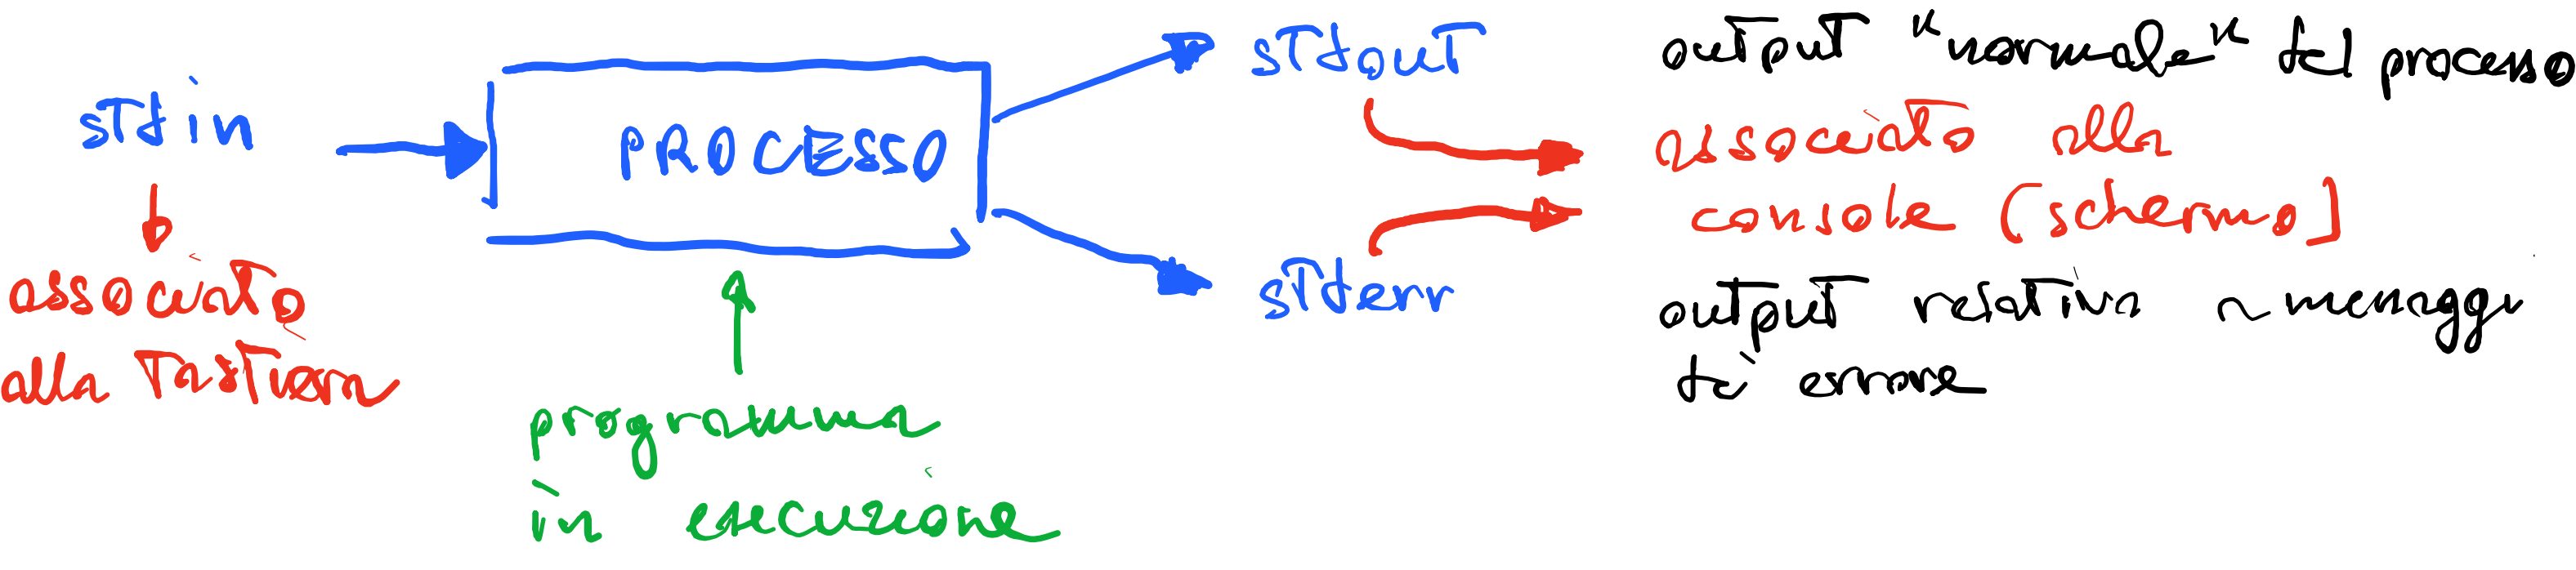 stdin
associato
alla tastiera
PROCESSO
programma
in esecuzione
stdout
stderr
output "normale" del processo
associato alla
console (schermo)
output relativa a messaggi
di errore